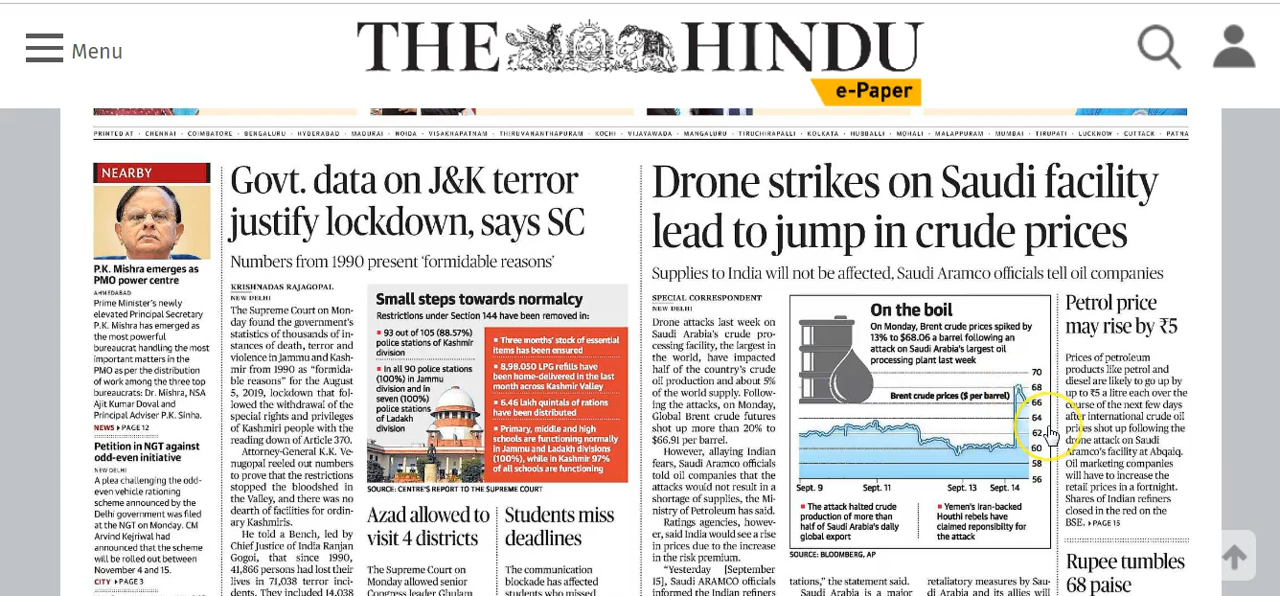 Menu
THE HINDU
e-Paper
PRINTED AT · CHENNAI · COIMBATORE · BENGALURU · HYDERABAD · MADURAI · NOIDA · VISAKHAPATNAM · THIRUVANANTHAPURAM · KOCHI · VIJAYAWADA · MANGALURU · TIRUCHIRAPALLI · KOLKATA · HUBBALLI · MOHALI · MALAPPURAM · MUMBAI · TIRUPATI · LUCKNOW · CUTTACK · PATNA
NEARBY
P.K. Mishra emerges as
PMO power centre
AHMEDABAD
Prime Minister's newly
elevated Principal Secretary
P.K. Mishra has emerged as
the most powerful
bureaucrat handling the most
important matters in the
PMO as per the distribution
of work among the three top
bureaucrats: Dr. Mishra, NSA
Ajit Kumar Doval and
Principal Adviser P.K. Sinha.
NEWS ▸ PAGE 12
Petition in NGT against
odd-even initiative
NEW DELHI
A plea challenging the odd-
even vehicle rationing
scheme announced by the
Delhi government was filed
at the NGT on Monday. CM
Arvind Kejriwal had
announced that the scheme
will be rolled out between
November 4 and 15.
CITY ▸ PAGE 3
Govt. data on J&K terror
justify lockdown, says SC
Numbers from 1990 present ‘formidable reasons’
KRISHNADAS RAJAGOPAL
NEW DELHI
The Supreme Court on Mon-
day found the government's
statistics of thousands of in-
stances of death, terror and
violence in Jammu and Kash-
mir from 1990 as “formida-
ble reasons” for the August
5, 2019, lockdown that fol-
lowed the withdrawal of the
special rights and privileges
of Kashmiri people with the
reading down of Article 370.
Attorney-General K.K. Ve-
nugopal reeled out numbers
to prove that the restrictions
stopped the bloodshed in
the Valley, and there was no
dearth of facilities for ordin-
ary Kashmiris.
He told a Bench, led by
Chief Justice of India Ranjan
Gogoi, that since 1990,
41,866 persons had lost their
lives in 71,038 terror inci-
dents. They included 14,038
Small steps towards normalcy
Restrictions under Section 144 have been removed in:
▪ 93 out of 105 (88.57%)
police stations of Kashmir
division
▪ In all 90 police stations
(100%) in Jammu
division and in
seven (100%)
police
stations of
Ladakh
division
▪ Three months' stock of essential
items has been ensured
▪ 8,98,050 LPG refills have
been home-delivered in the last
month across Kashmir Valley
▪ 6.46 lakh quintals of rations
have been distributed
▪ Primary, middle and high
schools are functioning normally
in Jammu and Ladakh divisions
(100%), while in Kashmir 97%
of all schools are functioning
SOURCE: CENTRE'S REPORT TO THE SUPREME COURT
Azad allowed to
visit 4 districts
The Supreme Court on
Monday allowed senior
Congress leader Ghulam
Students miss
deadlines
The communication
blockade has affected
students who missed
Drone strikes on Saudi facility
lead to jump in crude prices
Supplies to India will not be affected, Saudi Aramco officials tell oil companies
SPECIAL CORRESPONDENT
NEW DELHI
Drone attacks last week on
Saudi Arabia's crude pro-
cessing facility, the largest in
the world, have impacted
half of the country's crude
oil production and about 5%
of the world supply. Follow-
ing the attacks, on Monday,
Global Brent crude futures
shot up more than 20% to
$66.91 per barrel.
However, allaying Indian
fears, Saudi Aramco officials
told oil companies that the
attacks would not result in a
shortage of supplies, the Mi-
nistry of Petroleum has said.
Ratings agencies, howev-
er, said India would see a rise
in prices due to the increase
in the risk premium.
“Yesterday [September
15], Saudi ARAMCO officials
informed the Indian refiners
On the boil
On Monday, Brent crude prices spiked by
13% to $68.06 a barrel following an
attack on Saudi Arabia's largest oil
processing plant last week
Brent crude prices ($ per barrel)
70
68
66
64
62
60
58
56
Sept. 9 Sept. 11 Sept. 13 Sept. 14
▪ The attack halted crude
production of more than
half of Saudi Arabia's daily
global export
▪ Yemen's Iran-backed
Houthi rebels have
claimed reponsibilty for
the attack
SOURCE: BLOOMBERG, AP
tations,” the statement said.
Saudi Arabia is a major
retaliatory measures by Sau-
di Arabia and its allies will
Petrol price
may rise by ₹5
Prices of petroleum
products like petrol and
diesel are likely to go up by
up to ₹5 a litre each over the
course of the next few days
after international crude oil
prices shot up following the
drone attack on Saudi
Aramco's facility at Abqaiq.
Oil marketing companies
will have to increase the
retail prices in a fortnight.
Shares of Indian refiners
closed in the red on the
BSE. ▸ PAGE 15
Rupee tumbles
68 paise